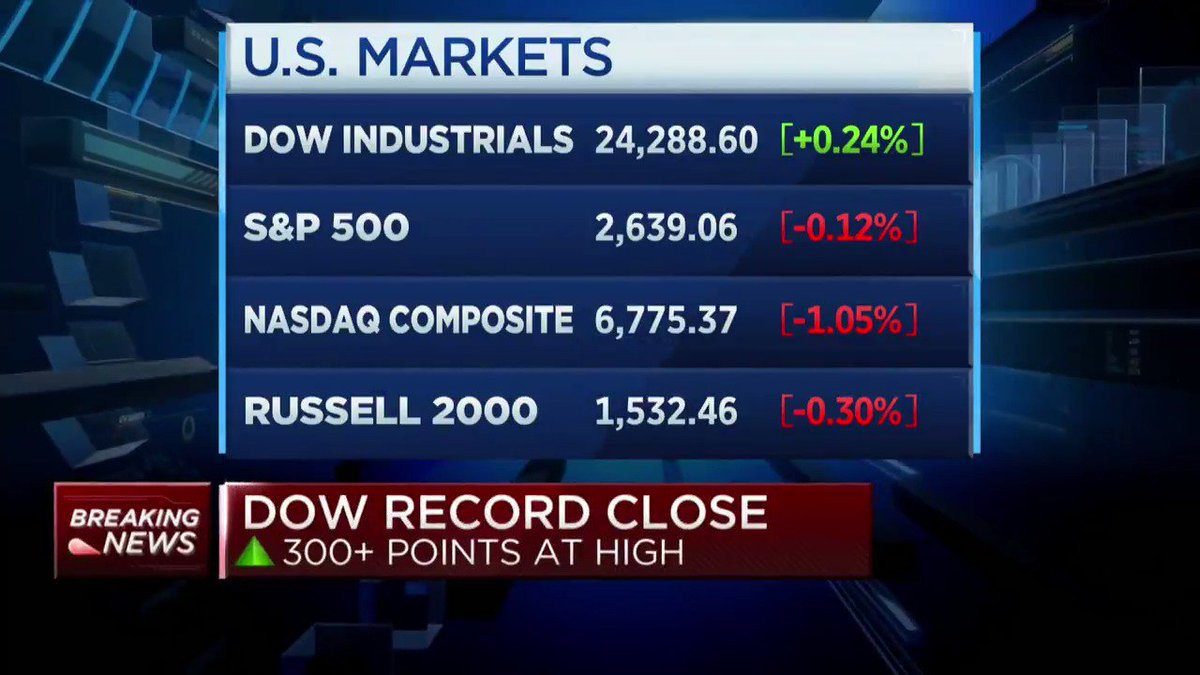 U.S. MARKETS
DOW INDUSTRIALS 24,288.60 [+0.24%]
S&P 500 2,639.06 [-0.12%]
NASDAQ COMPOSITE 6,775.37 [-1.05%]
RUSSELL 2000 1,532.46 [-0.30%]
BREAKING NEWS
DOW RECORD CLOSE
300+ POINTS AT HIGH